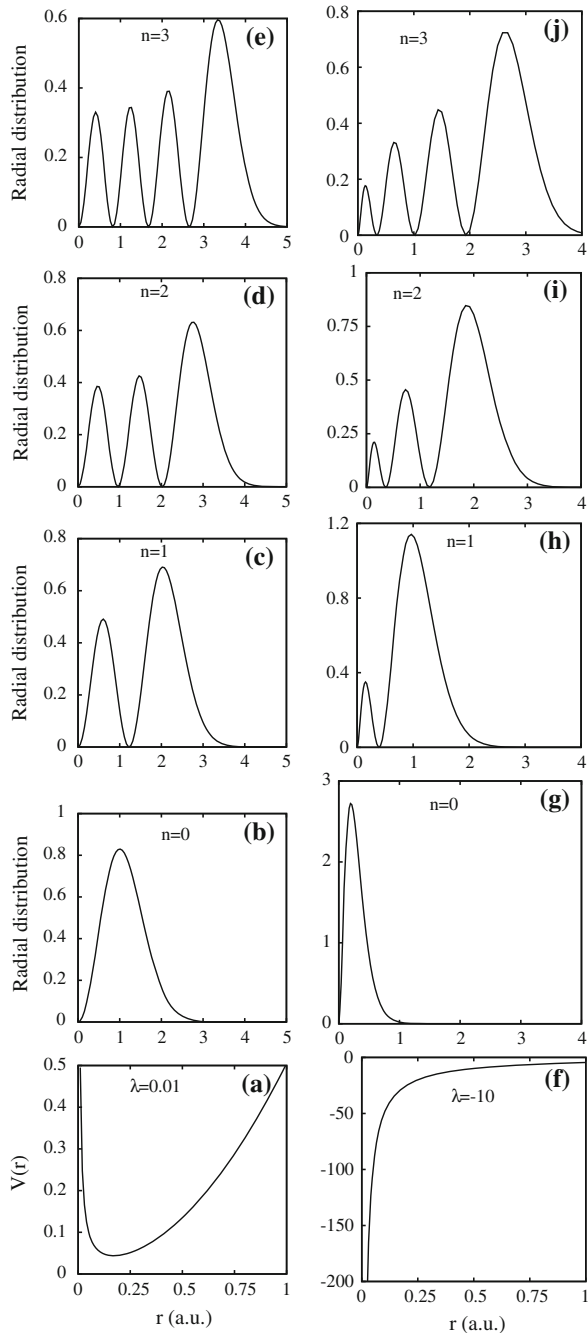 Radial distribution
0.6
0.4
0.2
0
n=3
(e)
0 1 2 3 4 5
0.8
0.6
0.4
0.2
0
n=3
(j)
0 1 2 3 4
Radial distribution
0.8
0.6
0.4
0.2
0
n=2
(d)
0 1 2 3 4 5
1
0.75
0.5
0.25
0
n=2
(i)
0 1 2 3 4
Radial distribution
0.8
0.6
0.4
0.2
0
n=1
(c)
0 1 2 3 4 5
1.2
0.8
0.4
0
n=1
(h)
0 1 2 3 4
Radial distribution
1
0.8
0.6
0.4
0.2
0
n=0
(b)
0 1 2 3 4 5
3
2
1
0
n=0
(g)
0 1 2 3 4
V(r)
0.5
0.4
0.3
0.2
0.1
0
λ=0.01
(a)
0 0.25 0.5 0.75 1
r (a.u.)
0
-50
-100
-150
-200
λ=-10
(f)
0 0.25 0.5 0.75 1
r (a.u.)